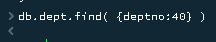 > db.dept.find( {deptno:40} )
<